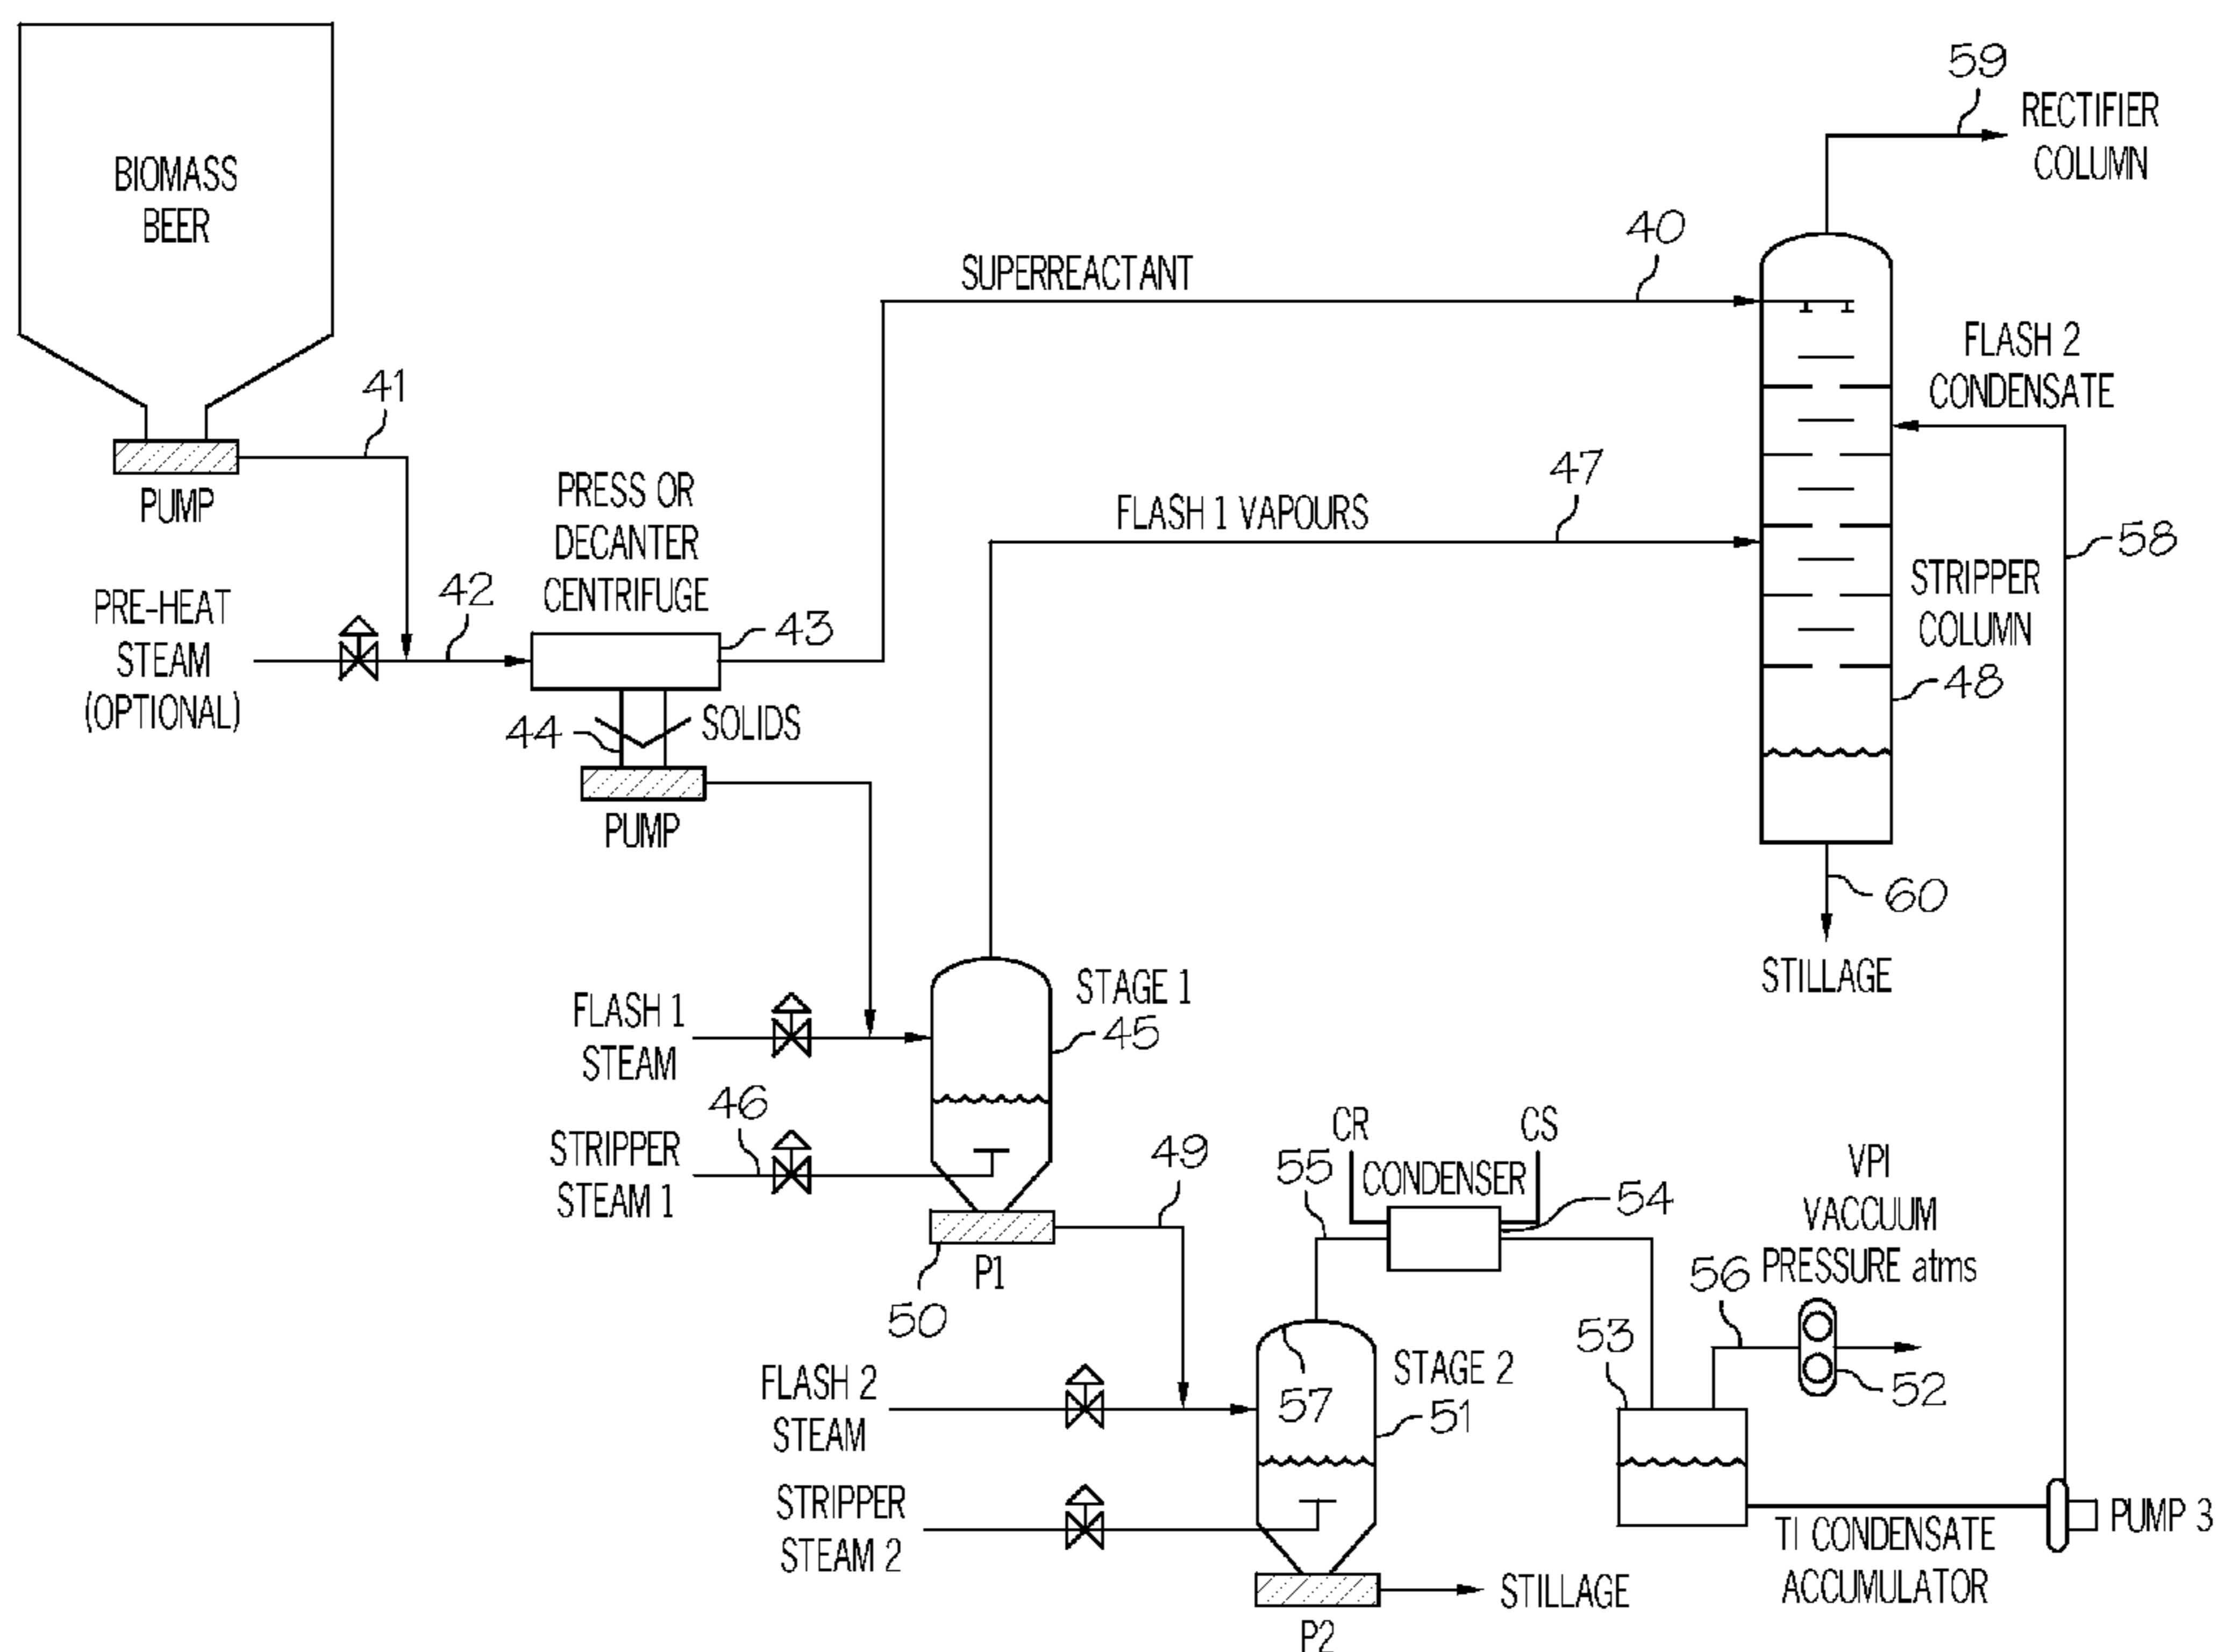 BIOMASS
BEER
PUMP
41
PRE-HEAT
STEAM
(OPTIONAL)
42
PRESS OR
DECANTER
CENTRIFUGE
43
44
SOLIDS
PUMP
SUPERREACTANT
40
FLASH 1 VAPOURS
47
59
RECTIFIER
COLUMN
FLASH 2
CONDENSATE
58
STRIPPER
COLUMN
48
60
STILLAGE
FLASH 1
STEAM
STAGE 1
45
46
STRIPPER
STEAM 1
50
P1
49
FLASH 2
STEAM
STRIPPER
STEAM 2
STAGE 2
57
51
P2
STILLAGE
CR
CS
55
CONDENSER
54
VPI
VACCUUM
PRESSURE atms
56
53
52
TI CONDENSATE
ACCUMULATOR
PUMP 3